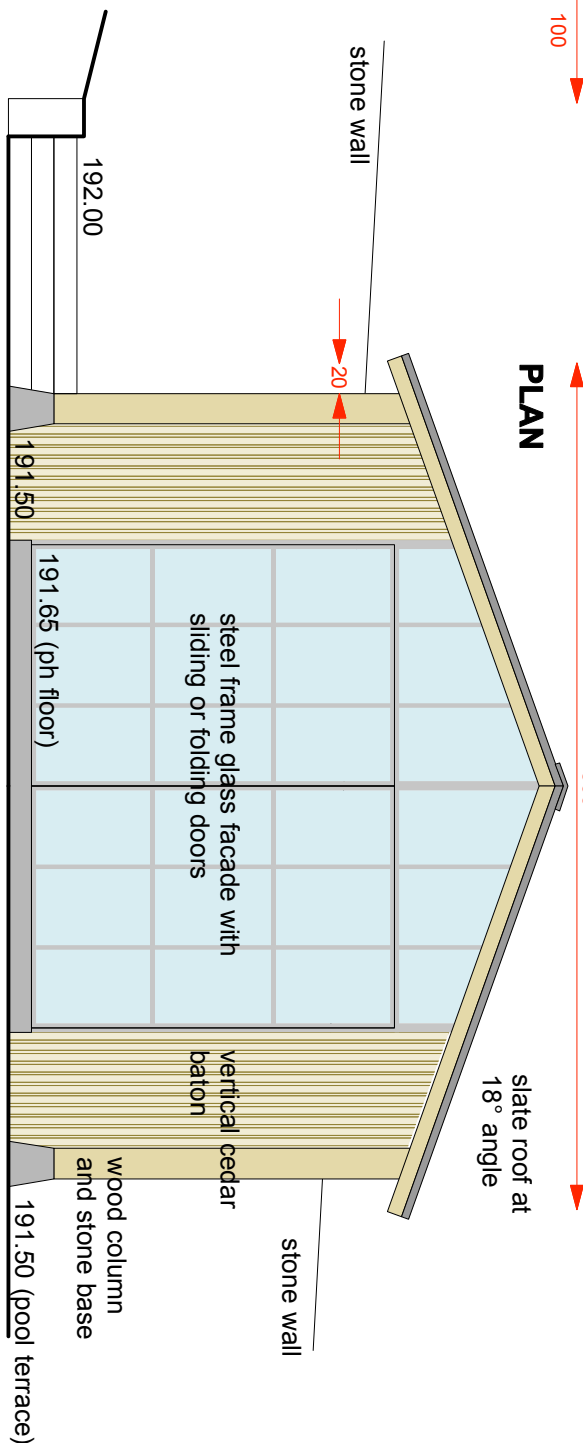 100
PLAN
stone wall
20
slate roof at
18° angle
192.00
191.50
191.65 (ph floor)
steel frame glass facade with
sliding or folding doors
vertical cedar
baton
wood column
and stone base
stone wall
191.50 (pool terrace)